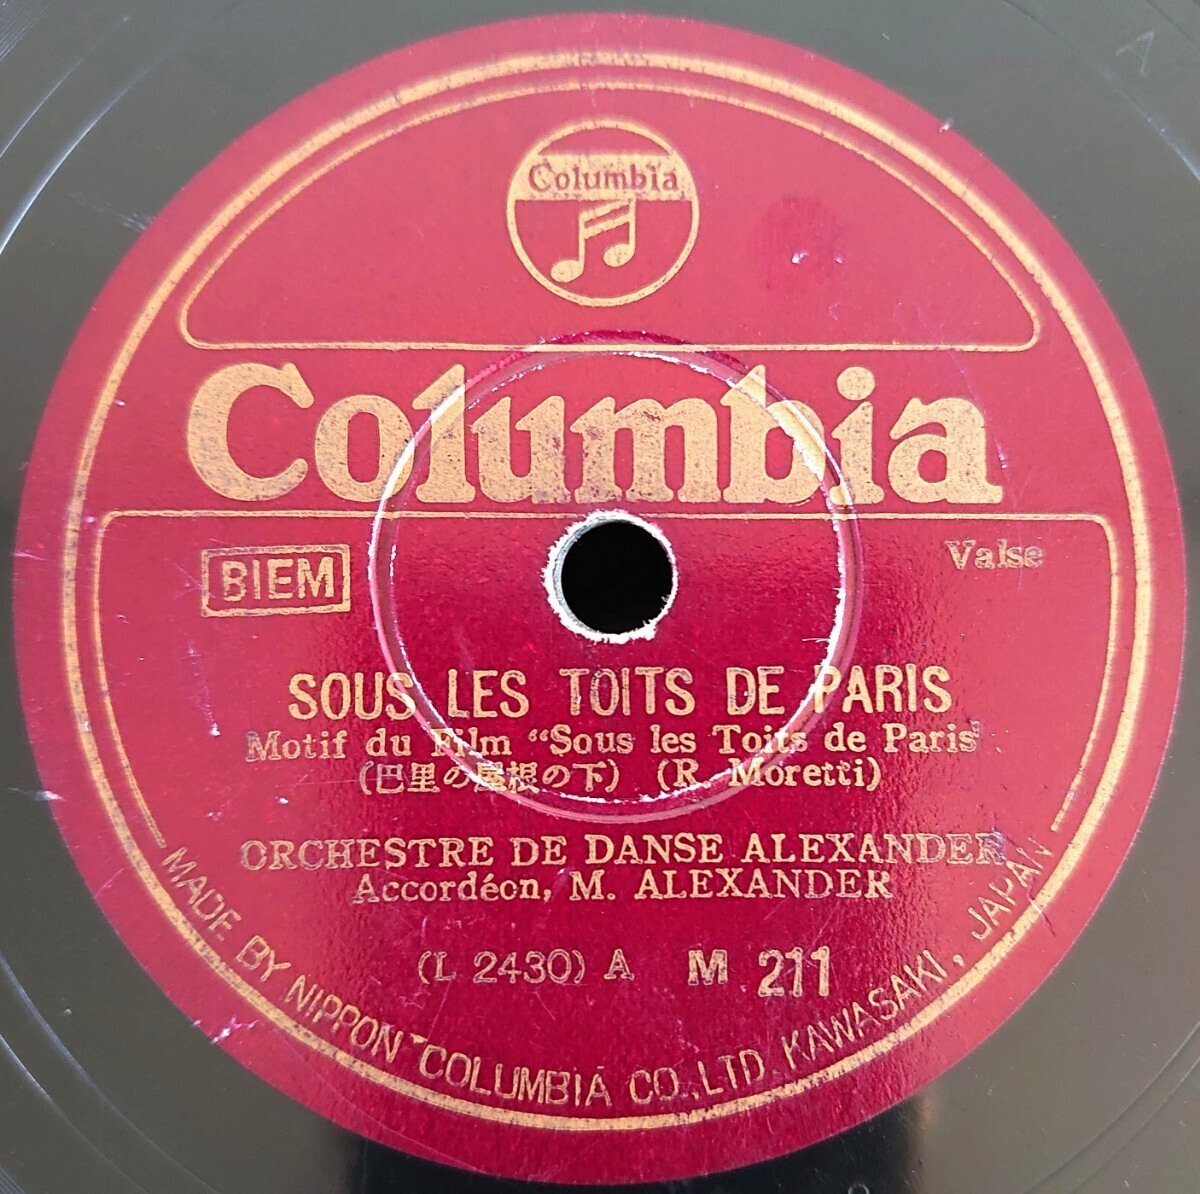 Columbia
Columbia
BIEM
Valse
SOUS LES TOITS DE PARIS
Motif du Film “Sous les Toits de Paris”
(巴里の屋根の下) (R. Moretti)
ORCHESTRE DE DANSE ALEXANDER
Accordéon, M. ALEXANDER
(L 2430) A M 211
MADE BY NIPPON COLUMBIA CO., LTD. KAWASAKI, JAPAN
A